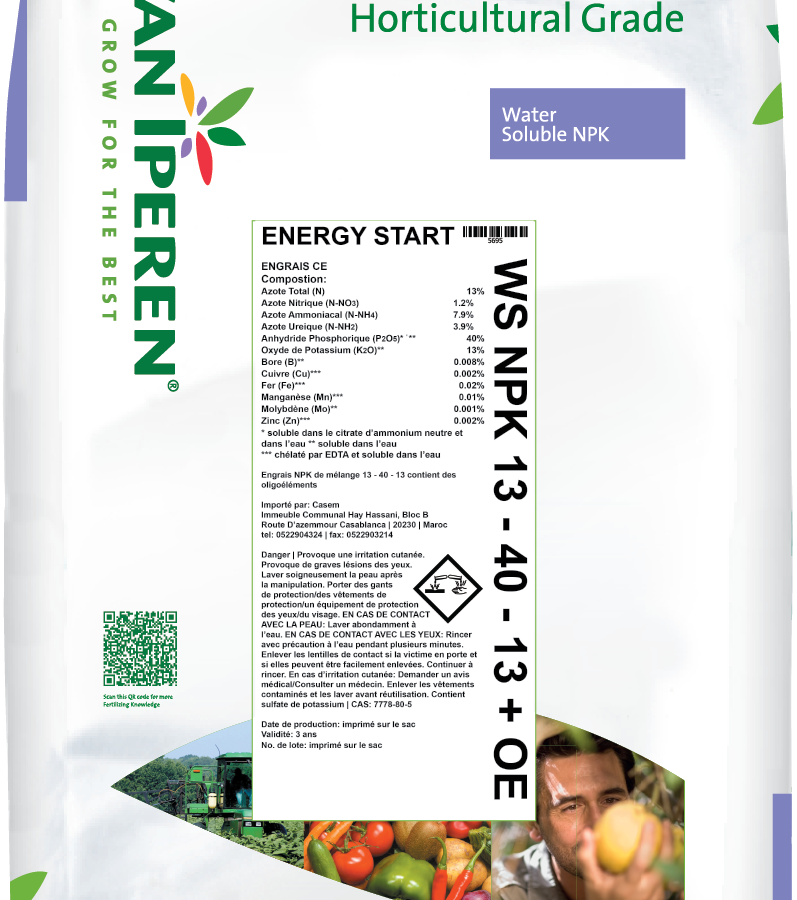 Horticultural Grade
VAN IPEREN®
GROW FOR THE BEST
Water
Soluble NPK
ENERGY START
5695
WS NPK 13 - 40 - 13 + OE
ENGRAIS CE
Compostion:
Azote Total (N) 13%
Azote Nitrique (N-NO3) 1.2%
Azote Ammoniacal (N-NH4) 7.9%
Azote Ureique (N-NH2) 3.9%
Anhydride Phosphorique (P2O5)* ˙** 40%
Oxyde de Potassium (K2O)** 13%
Bore (B)** 0.008%
Cuivre (Cu)*** 0.002%
Fer (Fe)*** 0.02%
Manganèse (Mn)*** 0.01%
Molybdène (Mo)** 0.001%
Zinc (Zn)*** 0.002%
* soluble dans le citrate d'ammonium neutre et
dans l'eau ** soluble dans l'eau
*** chélaté par EDTA et soluble dans l'eau
Engrais NPK de mélange 13 - 40 - 13 contient des
oligoéléments
Importé par: Casem
Immeuble Communal Hay Hassani, Bloc B
Route D'azemmour Casablanca | 20230 | Maroc
tel: 0522904324 | fax: 0522903214
Danger | Provoque une irritation cutanée.
Provoque de graves lésions des yeux.
Laver soigneusement la peau après
la manipulation. Porter des gants
de protection/des vêtements de
protection/un équipement de protection
des yeux/du visage. EN CAS DE CONTACT
AVEC LA PEAU: Laver abondamment à
l'eau. EN CAS DE CONTACT AVEC LES YEUX: Rincer
avec précaution à l'eau pendant plusieurs minutes.
Enlever les lentilles de contact si la victime en porte et
si elles peuvent être facilement enlevées. Continuer à
rincer. En cas d'irritation cutanée: Demander un avis
médical/Consulter un médecin. Enlever les vêtements
contaminés et les laver avant réutilisation. Contient
sulfate de potassium | CAS: 7778-80-5
Date de production: imprimé sur le sac
Validité: 3 ans
No. de lote: imprimé sur le sac
Scan this QR code for more
Fertilizing Knowledge